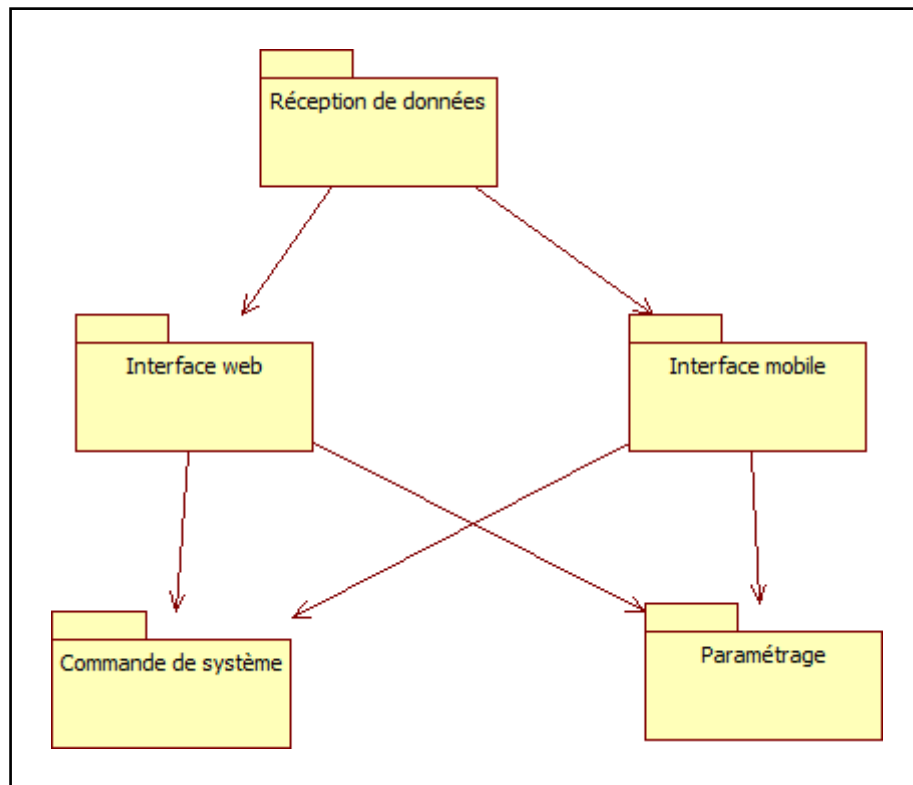 Réception de données
Interface web
Interface mobile
Commande de système
Paramétrage